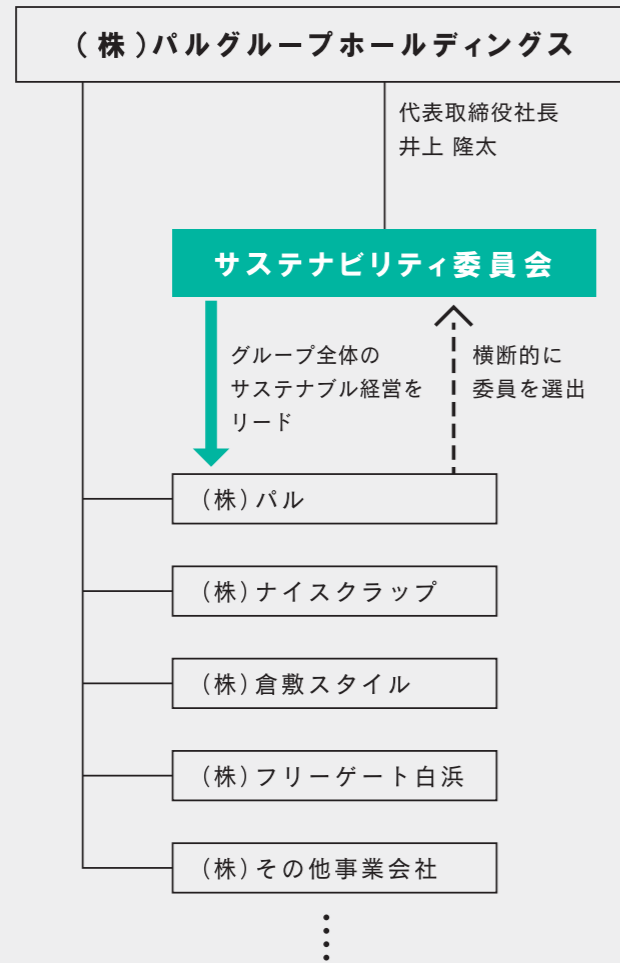 (株)パルグループホールディングス
代表取締役社長
井上 隆太
サステナビリティ委員会
グループ全体の
サステナブル経営を
リード
横断的に
委員を選出
(株)パル
(株)ナイスクラップ
(株)倉敷スタイル
(株)フリーゲート白浜
(株)その他事業会社